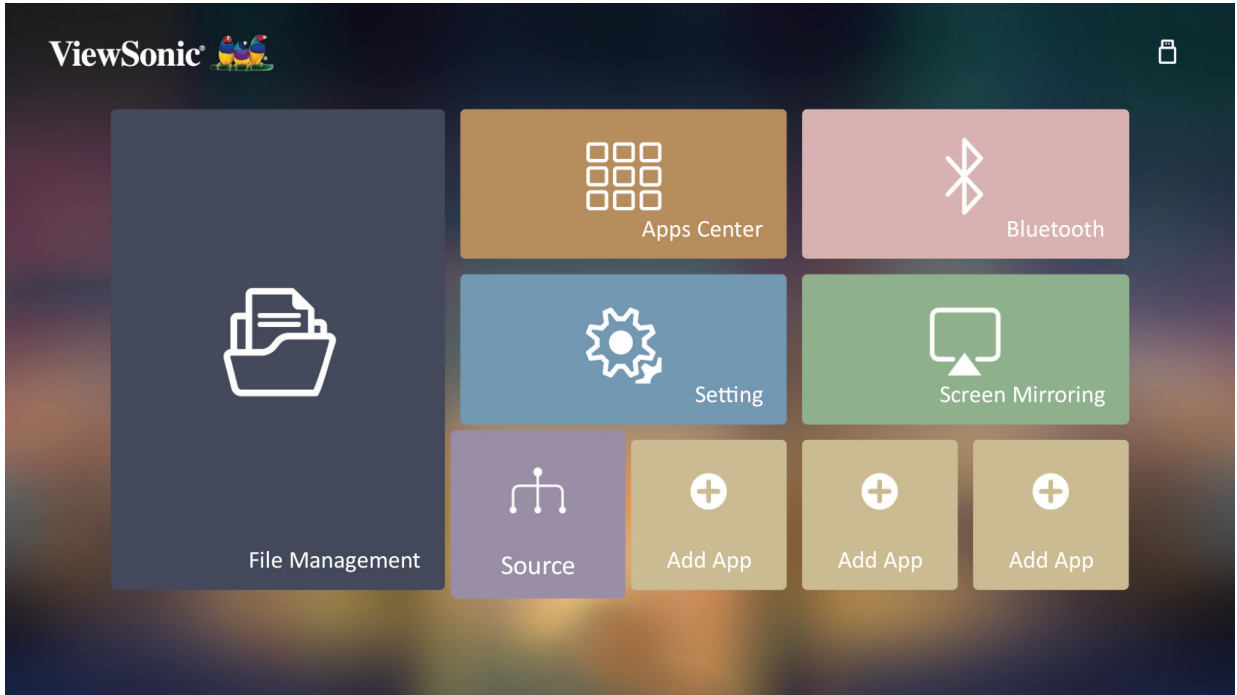 ViewSonic®
Apps Center
Bluetooth
Setting
Screen Mirroring
File Management
Source
Add App
Add App
Add App